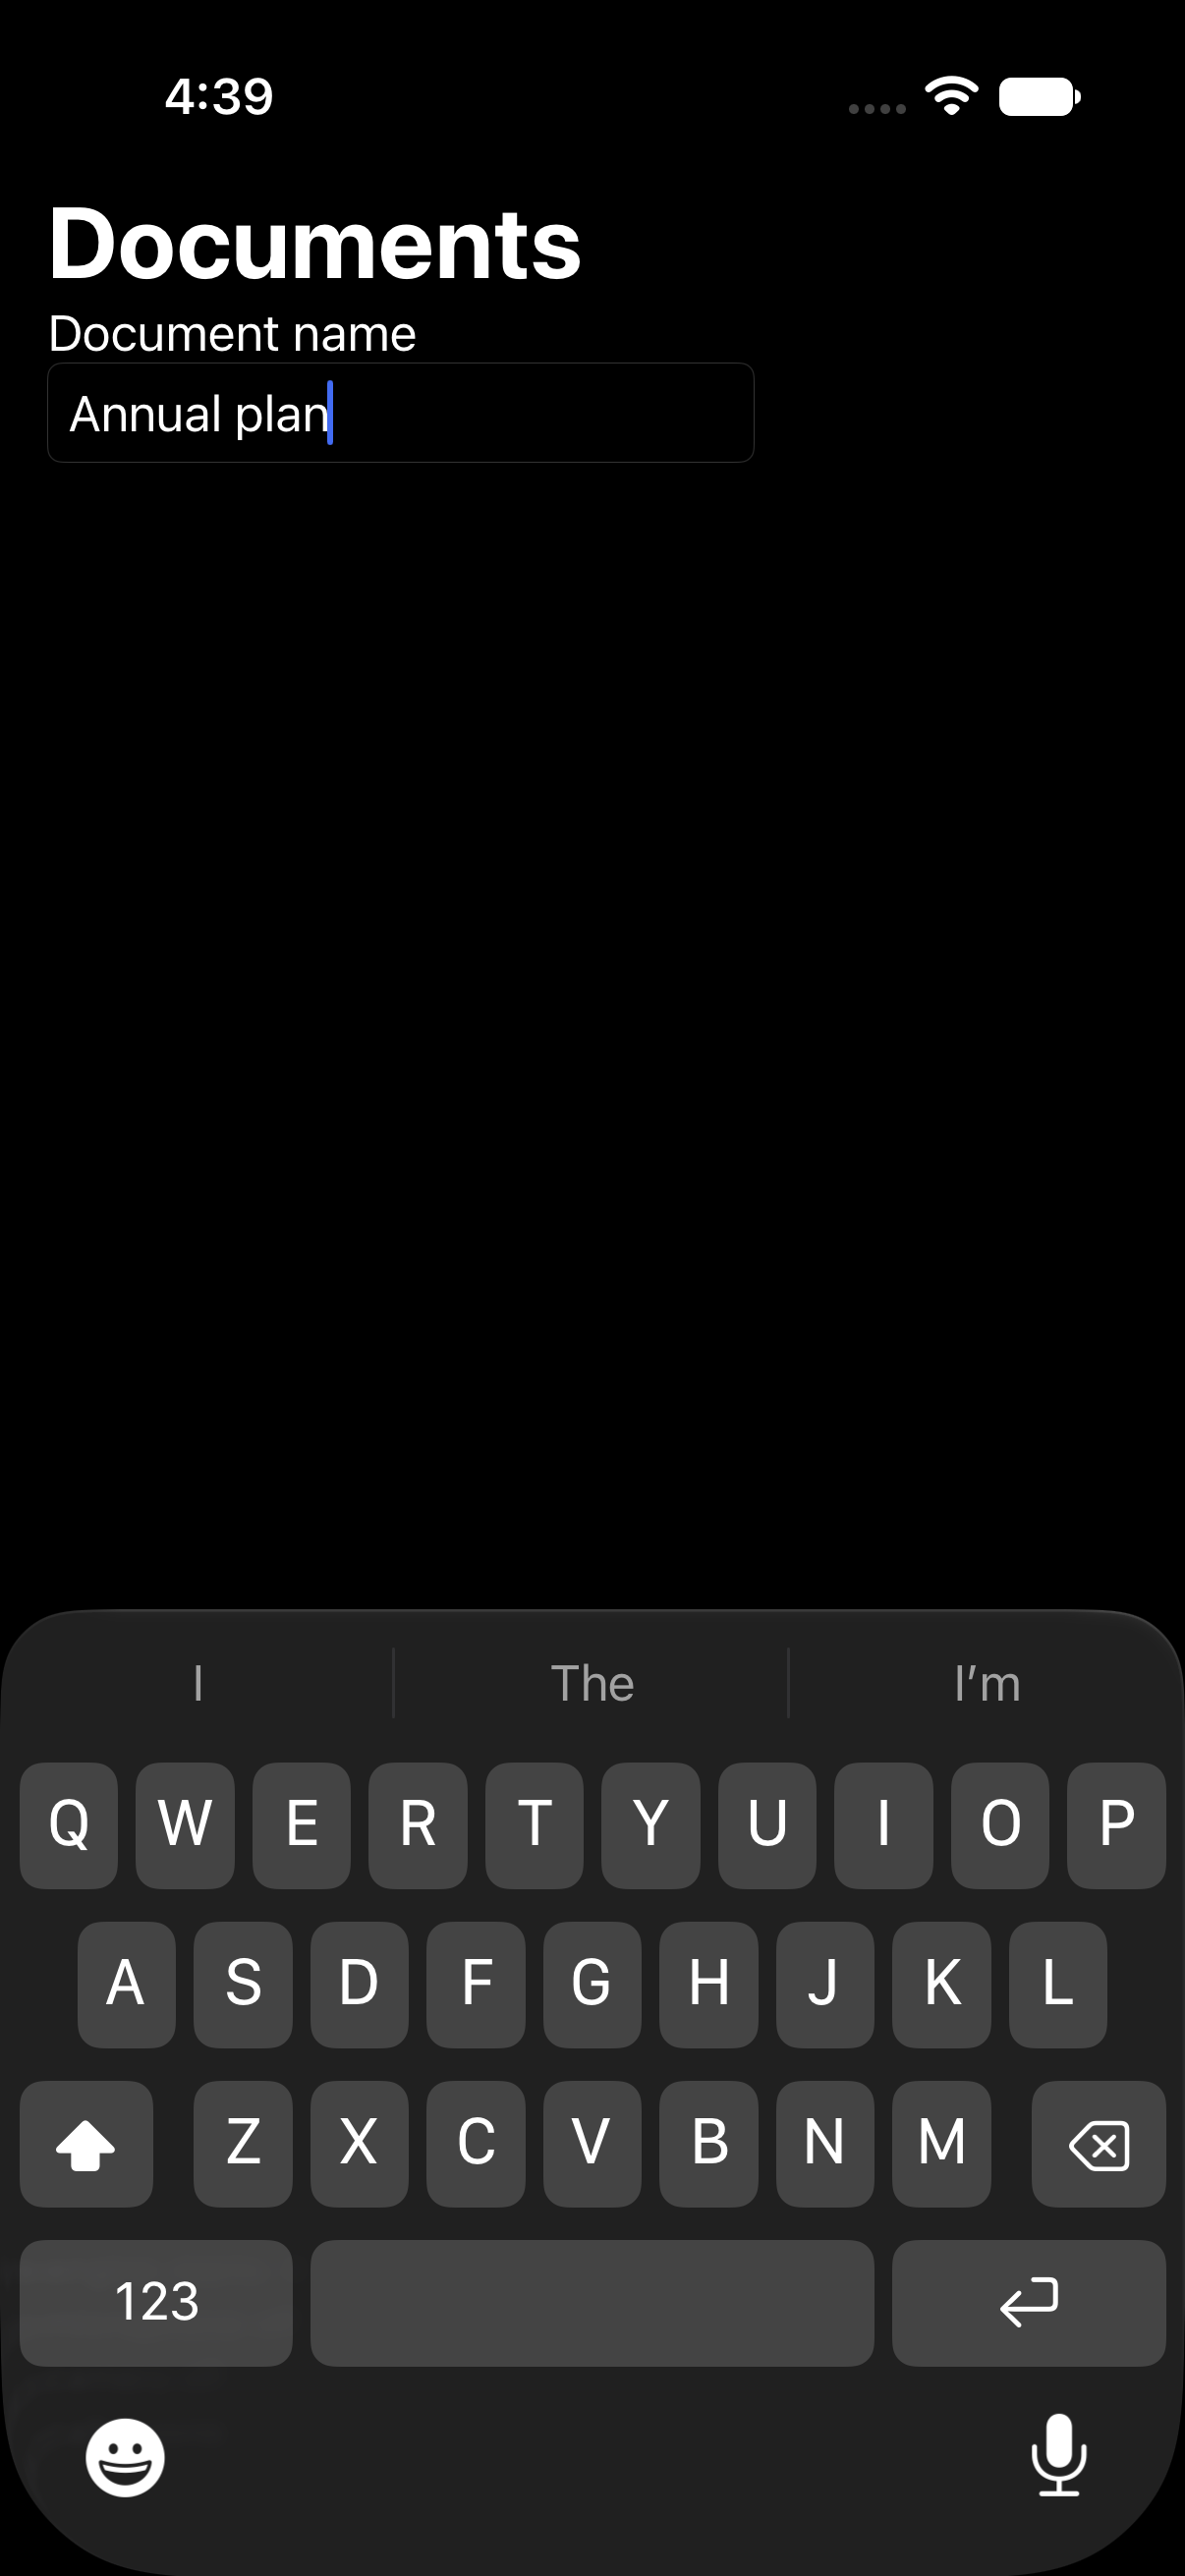 4:39
Documents
Document name
Annual plan
I The I’m
Q W E R T Y U I O P
A S D F G H J K L
Z X C V B N M
123